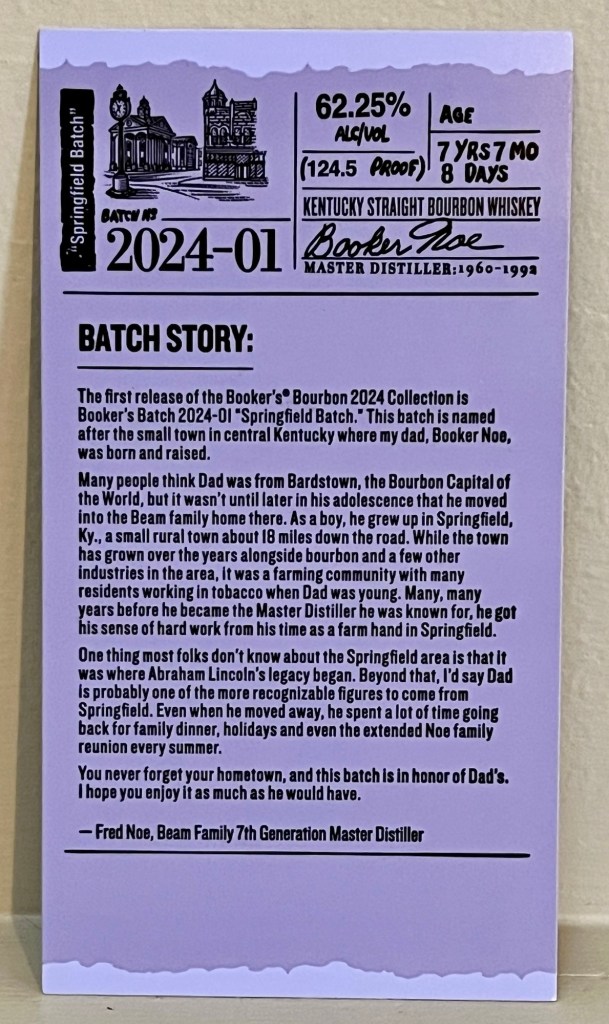 "Springfield Batch"
BATCH No
2024-01
62.25%
ALC/VOL
(124.5 PROOF)
AGE
7 YRS 7 MO
8 DAYS
KENTUCKY STRAIGHT BOURBON WHISKEY
Booker Noe
MASTER DISTILLER:1960-1992
BATCH STORY:
The first release of the Booker's® Bourbon 2024 Collection is
Booker's Batch 2024-01 "Springfield Batch." This batch is named
after the small town in central Kentucky where my dad, Booker Noe,
was born and raised.
Many people think Dad was from Bardstown, the Bourbon Capital of
the World, but it wasn't until later in his adolescence that he moved
into the Beam family home there. As a boy, he grew up in Springfield,
Ky., a small rural town about 18 miles down the road. While the town
has grown over the years alongside bourbon and a few other
industries in the area, it was a farming community with many
residents working in tobacco when Dad was young. Many, many
years before he became the Master Distiller he was known for, he got
his sense of hard work from his time as a farm hand in Springfield.
One thing most folks don't know about the Springfield area is that it
was where Abraham Lincoln's legacy began. Beyond that, I'd say Dad
is probably one of the more recognizable figures to come from
Springfield. Even when he moved away, he spent a lot of time going
back for family dinner, holidays and even the extended Noe family
reunion every summer.
You never forget your hometown, and this batch is in honor of Dad's.
I hope you enjoy it as much as he would have.
— Fred Noe, Beam Family 7th Generation Master Distiller